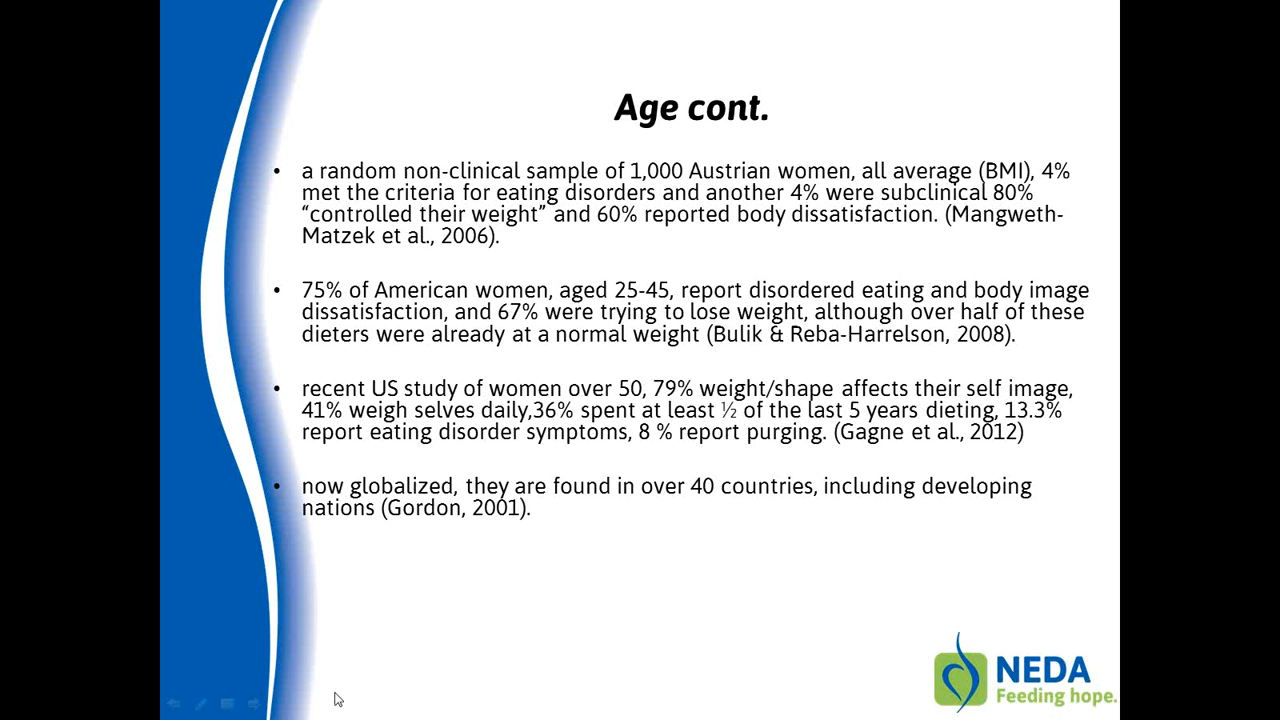 Age cont.
• a random non-clinical sample of 1,000 Austrian women, all average (BMI), 4%
met the criteria for eating disorders and another 4% were subclinical 80%
“controlled their weight” and 60% reported body dissatisfaction. (Mangweth-
Matzek et al., 2006).
• 75% of American women, aged 25-45, report disordered eating and body image
dissatisfaction, and 67% were trying to lose weight, although over half of these
dieters were already at a normal weight (Bulik & Reba-Harrelson, 2008).
• recent US study of women over 50, 79% weight/shape affects their self image,
41% weigh selves daily,36% spent at least ½ of the last 5 years dieting, 13.3%
report eating disorder symptoms, 8 % report purging. (Gagne et al., 2012)
• now globalized, they are found in over 40 countries, including developing
nations (Gordon, 2001).
NEDA
Feeding hope.